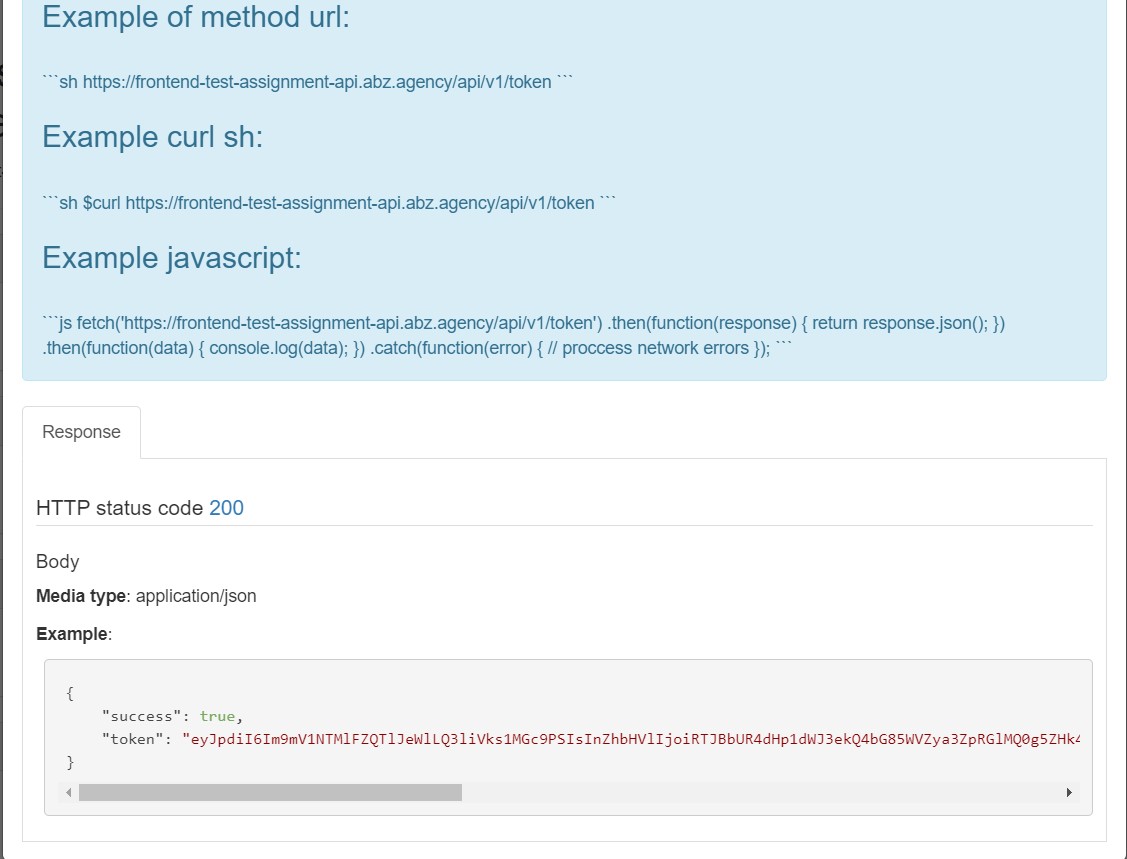 Example of method url:
```sh https://frontend-test-assignment-api.abz.agency/api/v1/token ```
Example curl sh:
```sh $curl https://frontend-test-assignment-api.abz.agency/api/v1/token ```
Example javascript:
```js fetch('https://frontend-test-assignment-api.abz.agency/api/v1/token') .then(function(response) { return response.json(); })
.then(function(data) { console.log(data); }) .catch(function(error) { // proccess network errors }); ```
Response
HTTP status code 200
Body
Media type: application/json
Example:
{
"success": true,
"token": "eyJpdiI6Im9mV1NTMlFZQTlJeWlLQ3liVks1MGc9PSIsInZhbHVlIjoiRTJBbUR4dHp1dWJ3ekQ4bG85WVZya3ZpRGlMQ0g5ZHk4
}